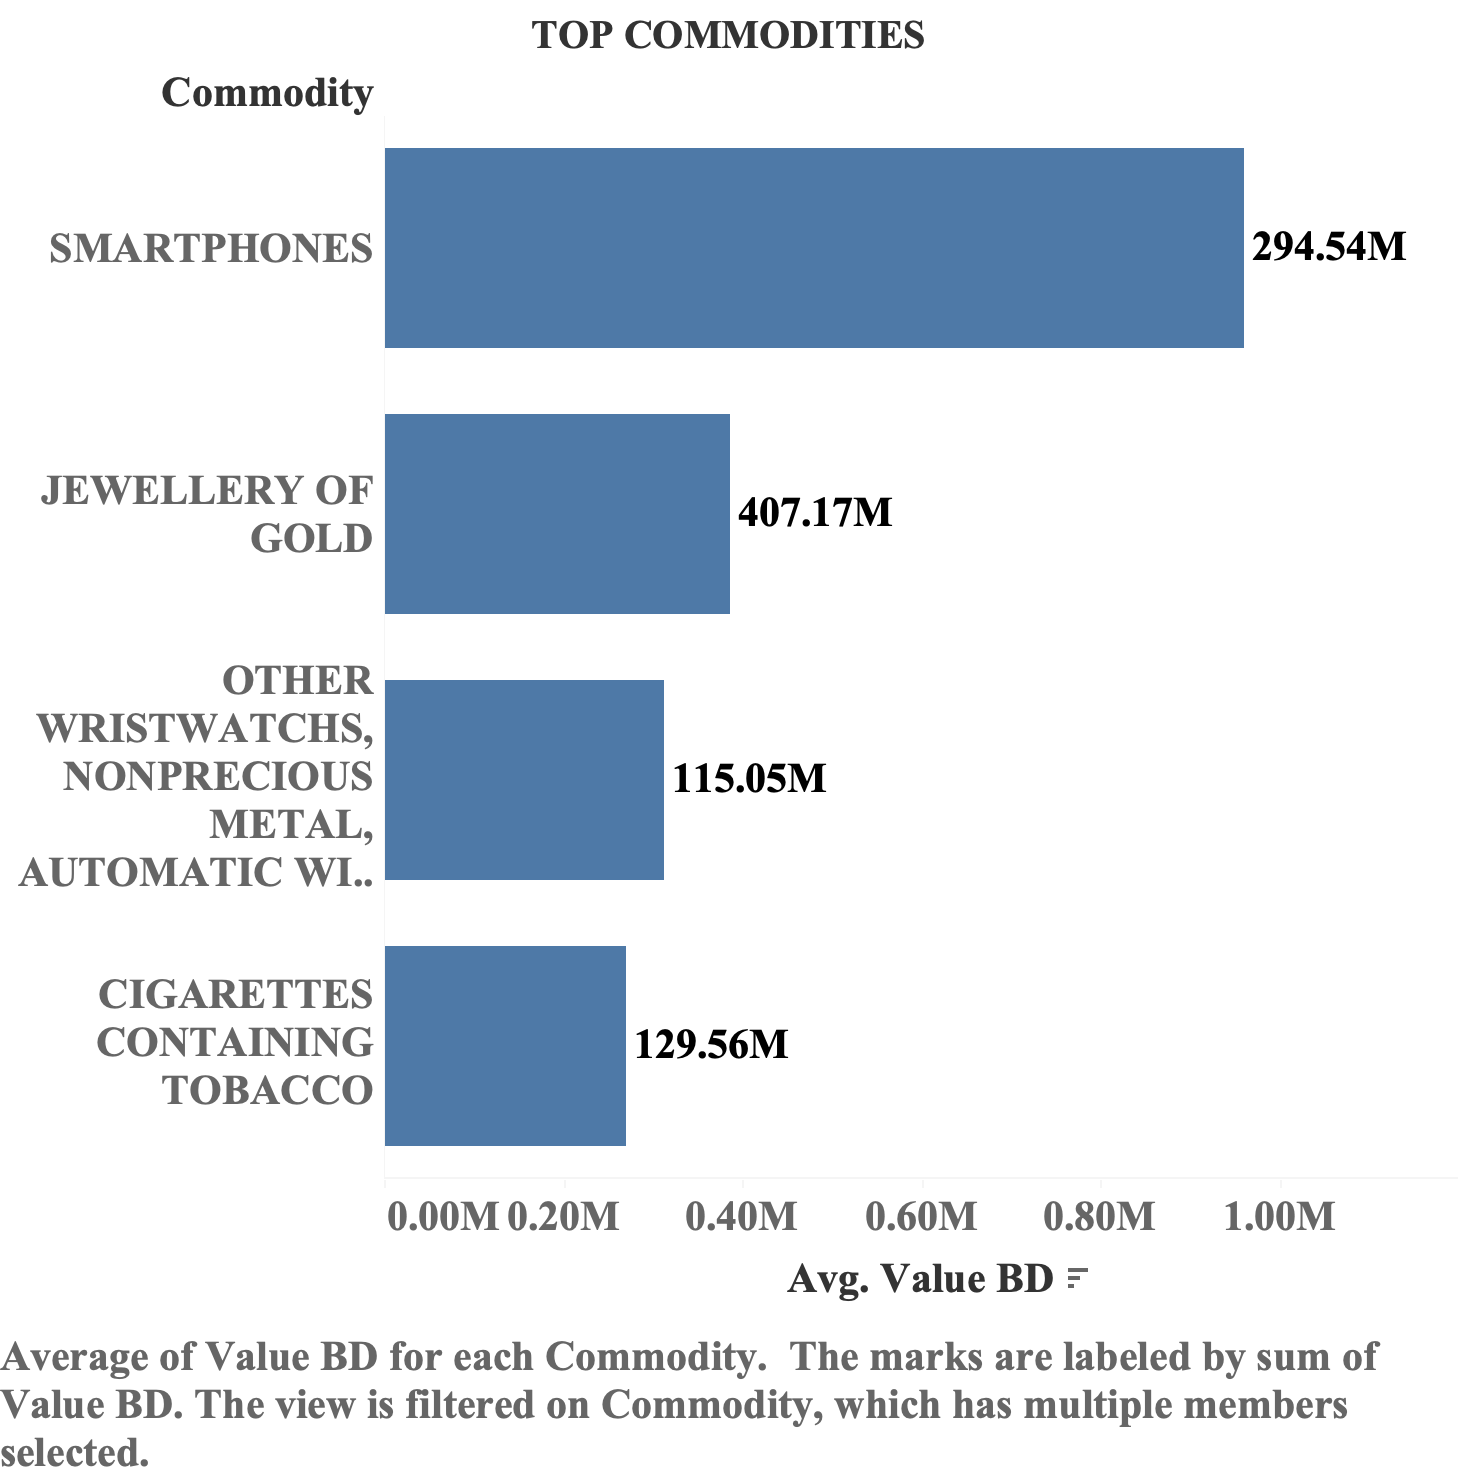 TOP COMMODITIES
Commodity
SMARTPHONES
294.54M
JEWELLERY OF
GOLD
407.17M
OTHER
WRISTWATCHS,
NONPRECIOUS
METAL,
AUTOMATIC WI..
115.05M
CIGARETTES
CONTAINING
TOBACCO
129.56M
0.00M 0.20M 0.40M 0.60M 0.80M 1.00M
Avg. Value BD
Average of Value BD for each Commodity.  The marks are labeled by sum of
Value BD. The view is filtered on Commodity, which has multiple members
selected.